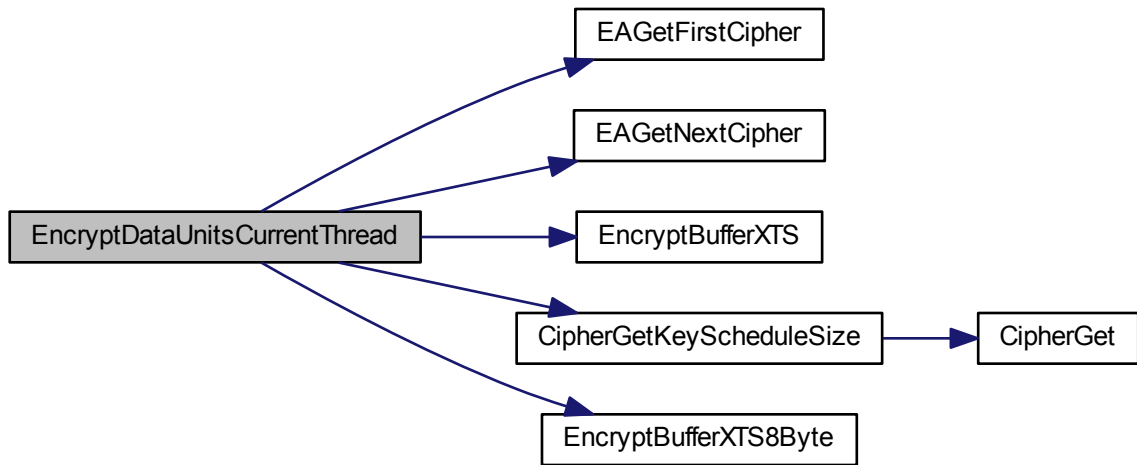 EAGetFirstCipher
EAGetNextCipher
EncryptDataUnitsCurrentThread
EncryptBufferXTS
CipherGetKeyScheduleSize
CipherGet
EncryptBufferXTS8Byte